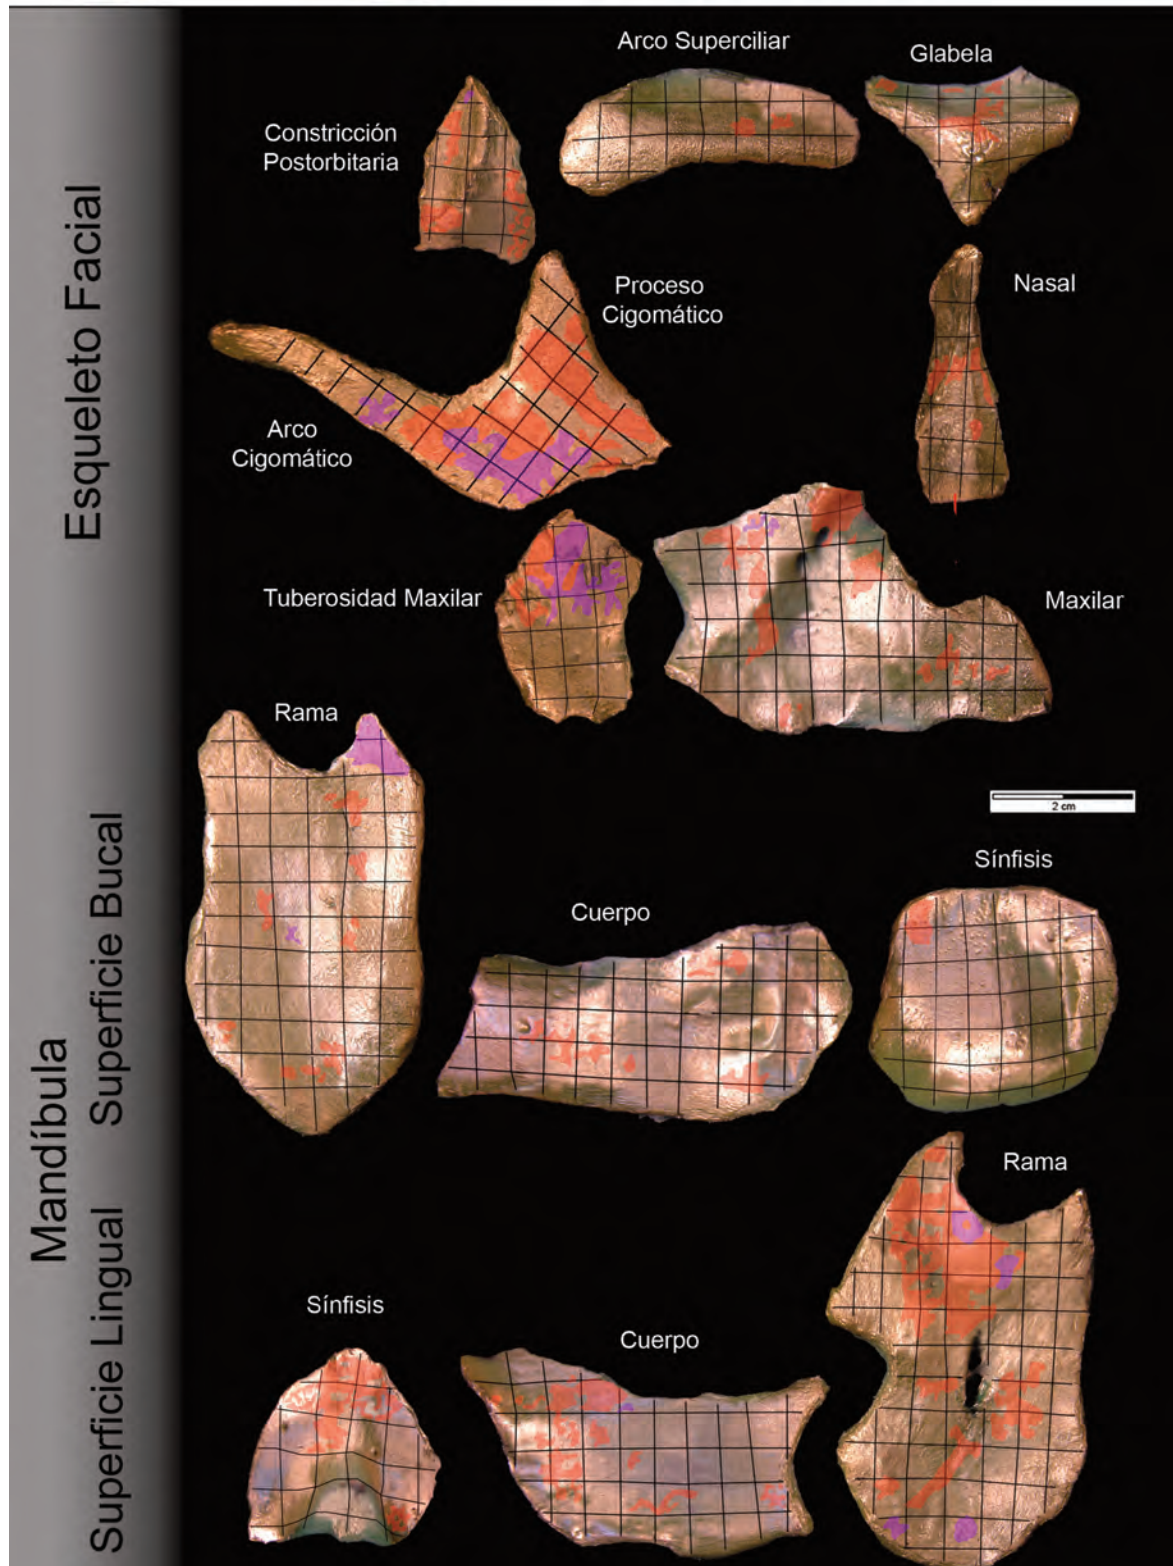 Arco Superciliar
Glabela
Constricción
Postorbitaria
Proceso
Cigomático
Nasal
Arco
Cigomático
Tuberosidad Maxilar
Maxilar
Esqueleto Facial
Rama
2 cm
Sínfisis
Cuerpo
Mandíbula
Superficie Bucal
Rama
Sínfisis
Cuerpo
Superficie Lingual